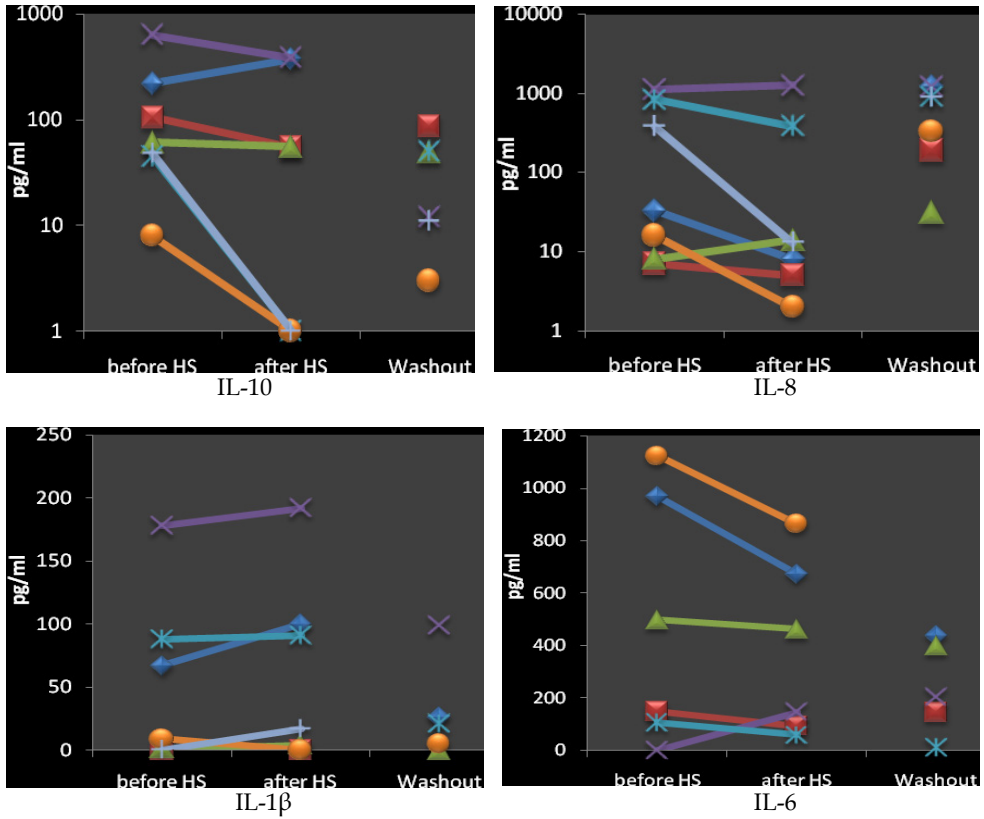 1000
100
10
1
pg/ml
before HS after HS Washout
IL-10
10000
1000
100
10
1
pg/ml
before HS after HS Washout
IL-8
250
200
150
100
50
0
pg/ml
before HS after HS Washout
IL-1β
1200
1000
800
600
400
200
0
pg/ml
before HS after HS Washout
IL-6